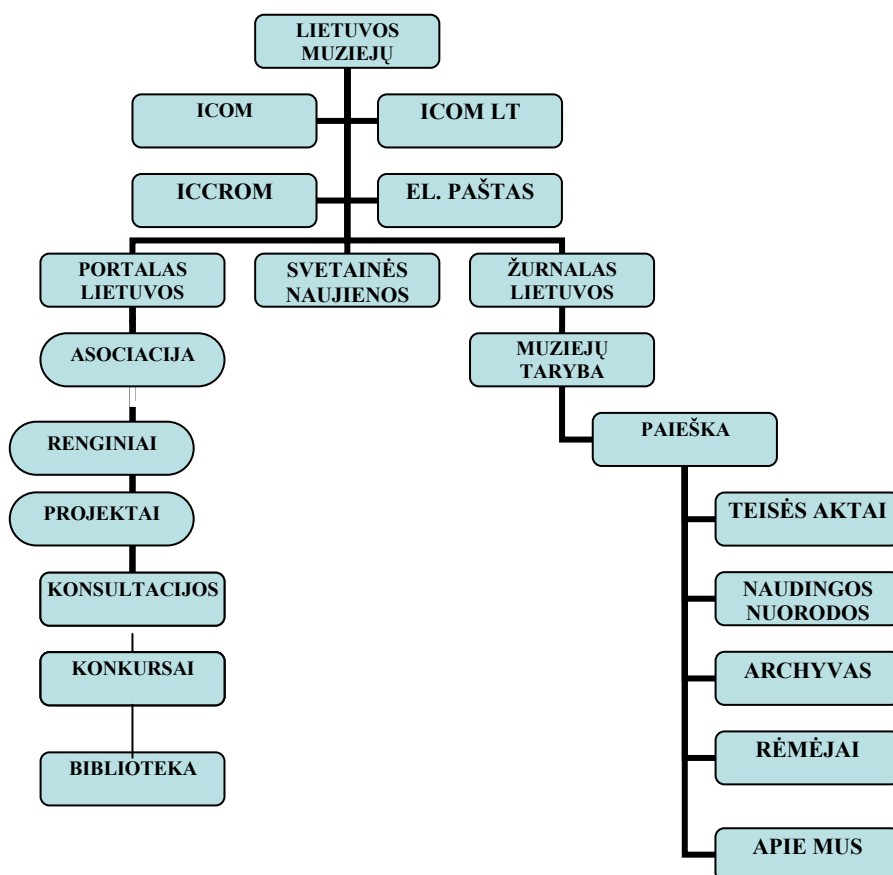 LIETUVOS
MUZIEJŲ
ICOM
ICOM LT
ICCROM
EL. PAŠTAS
PORTALAS
LIETUVOS
SVETAINĖS
NAUJIENOS
ŽURNALAS
LIETUVOS
ASOCIACIJA
MUZIEJŲ
TARYBA
RENGINIAI
PAIEŠKA
PROJEKTAI
TEISĖS AKTAI
KONSULTACIJOS
NAUDINGOS
NUORODOS
KONKURSAI
ARCHYVAS
BIBLIOTEKA
RĖMĖJAI
APIE MUS